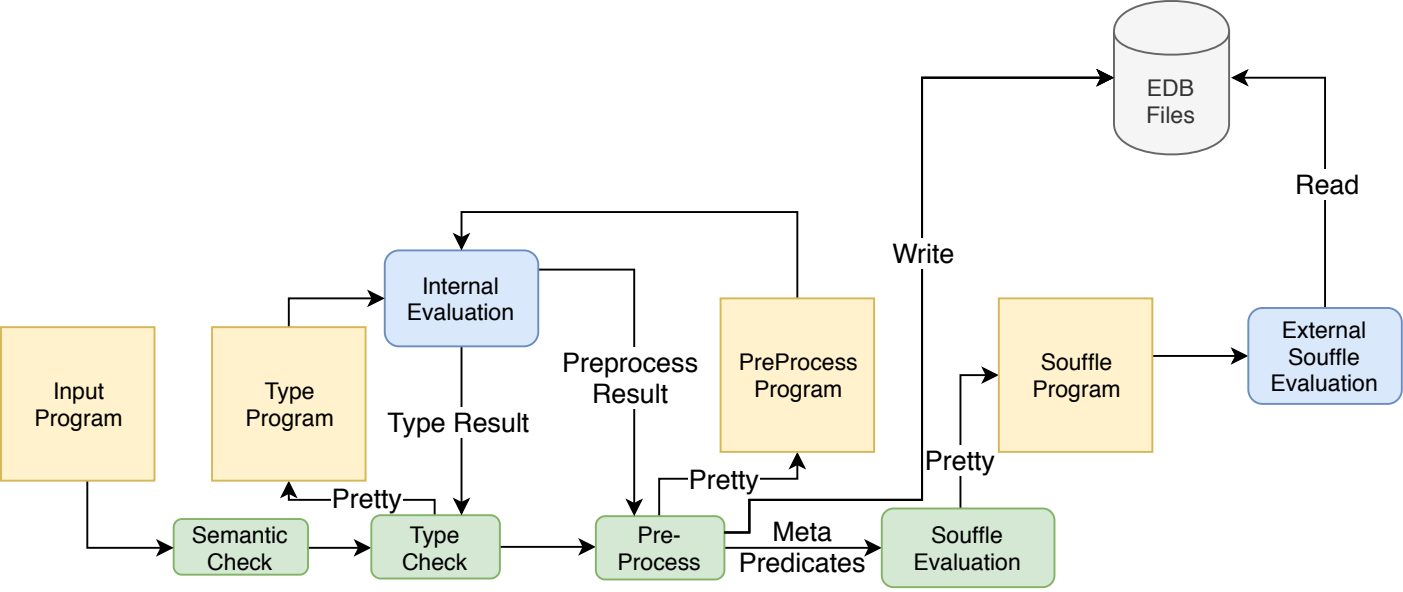 EDB
Files
Read
Write
Internal
Evaluation
Preprocess
Result
PreProcess
Program
Souffle
Program
External
Souffle
Evaluation
Input
Program
Type
Program
Type Result
Pretty
Pretty
Pretty
Semantic
Check
Type
Check
Pre-
Process
Meta
Predicates
Souffle
Evaluation